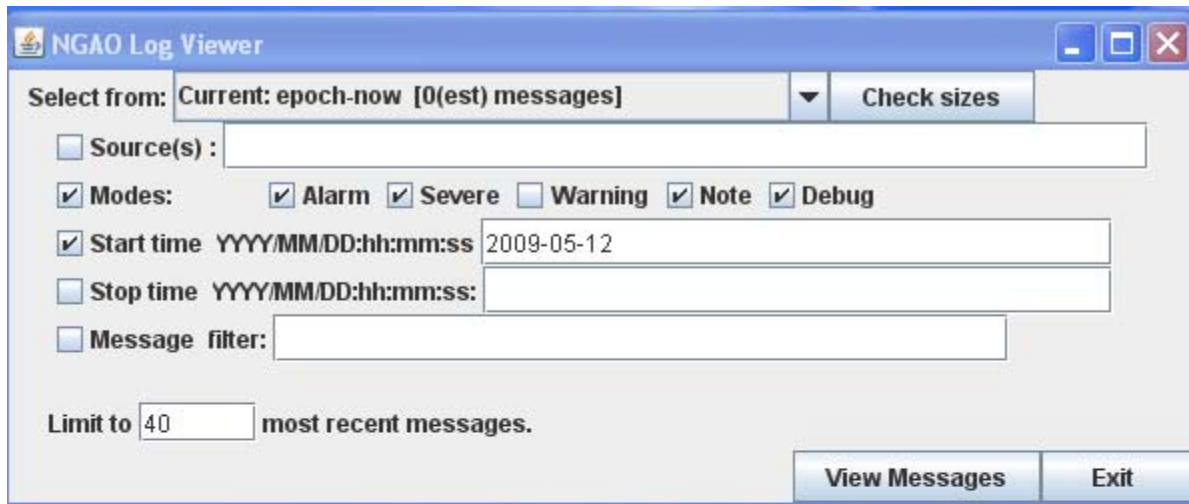 NGAO Log Viewer
Select from: Current: epoch-now [0(est) messages] Check sizes
Source(s) :
Modes: Alarm Severe Warning Note Debug
Start time YYYY/MM/DD:hh:mm:ss 2009-05-12
Stop time YYYY/MM/DD:hh:mm:ss:
Message filter:
Limit to 40 most recent messages.
View Messages Exit